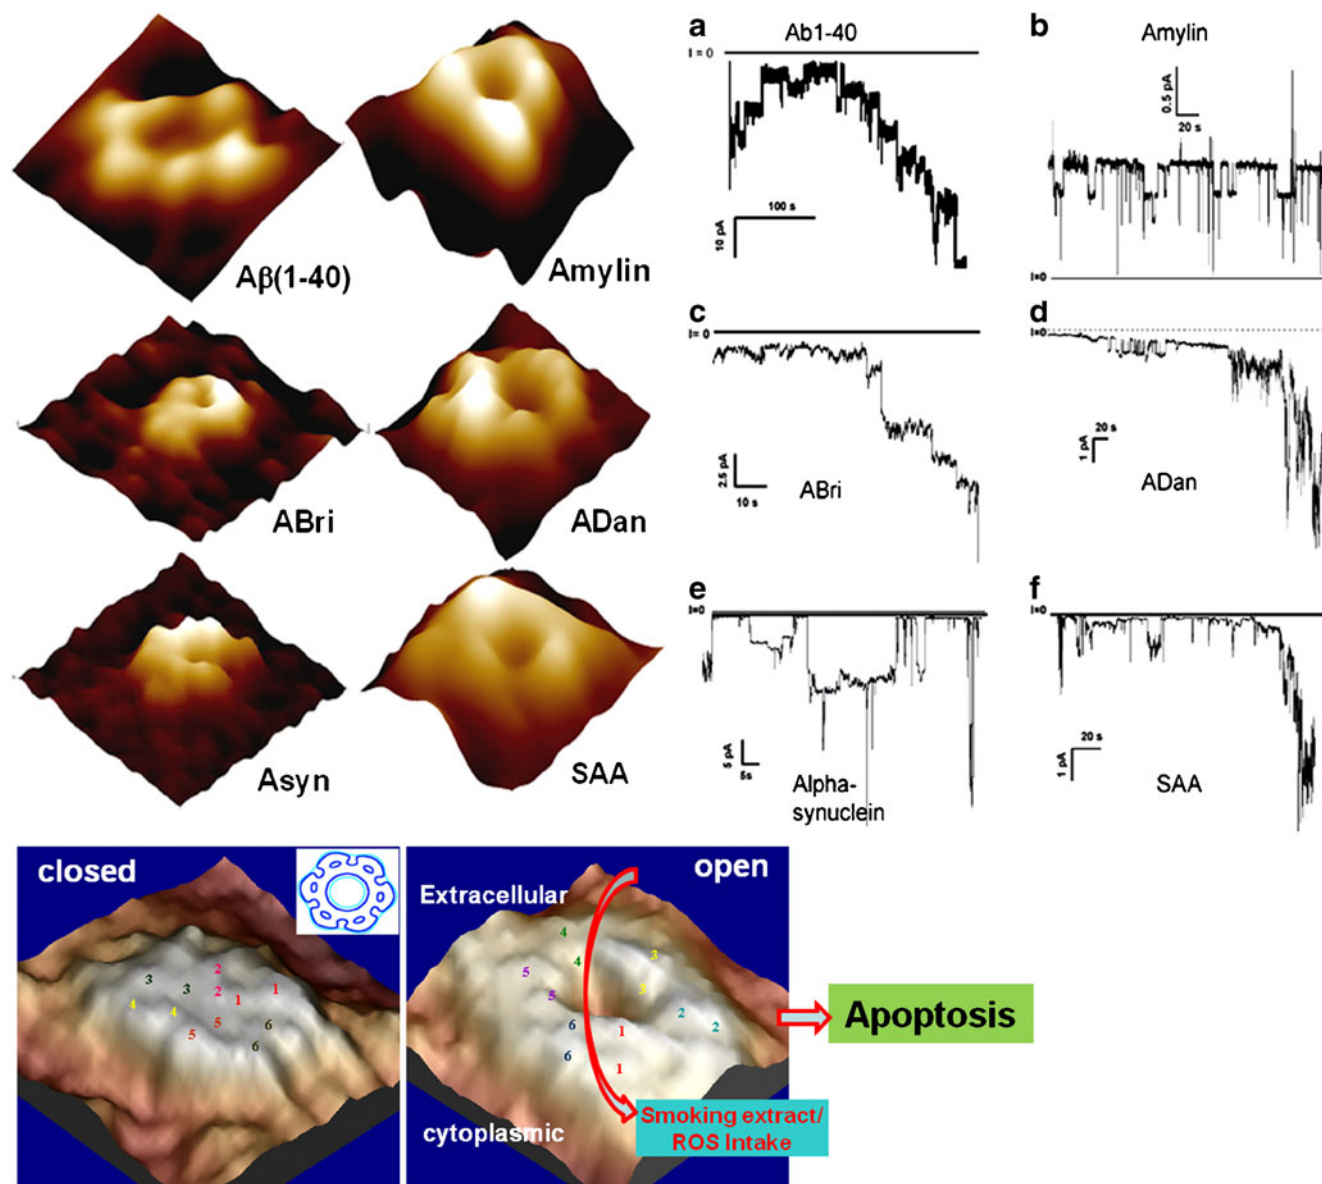 Aβ(1-40)
Amylin
ABri
ADan
Asyn
SAA
a
Ab1-40
I = 0
10 pA
100 s
b
Amylin
0.5 pA
20 s
I=0
c
I= 0
2.5 pA
10 s
ABri
d
I=0
1 pA
20 s
ADan
e
I=0
5 pA
5s
Alpha-
synuclein
f
I=0
1 pA
20 s
SAA
closed
2
3
3
2
1
1
4
4
5
5
6
6
open
Extracellular
4
4
3
3
5
5
2
2
6
6
1
1
cytoplasmic
Smoking extract/
ROS Intake
Apoptosis